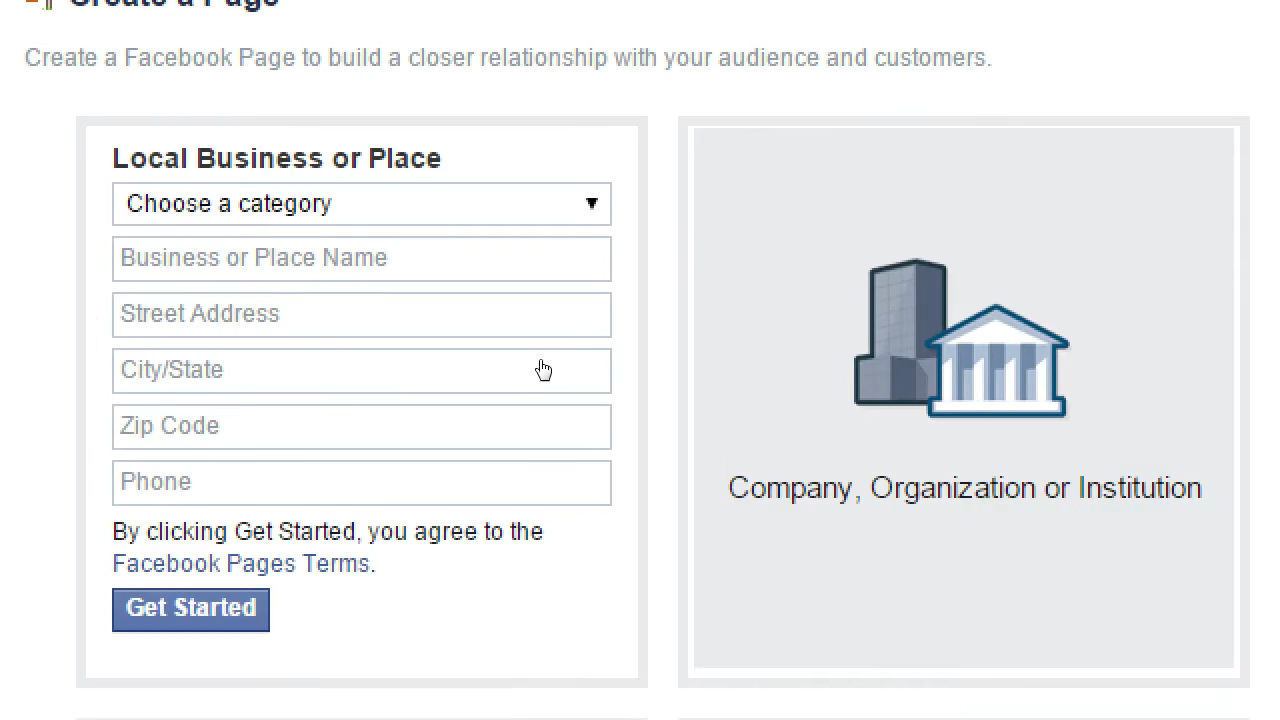 Create a Page
Create a Facebook Page to build a closer relationship with your audience and customers.
Local Business or Place
Choose a category
Business or Place Name
Street Address
City/State
Zip Code
Phone
By clicking Get Started, you agree to the
Facebook Pages Terms.
Get Started
Company, Organization or Institution